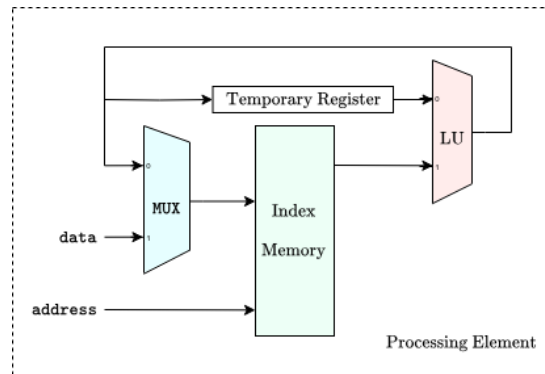 Temporary Register
0
LU
1
0
MUX
1
Index
Memory
data
address
Processing Element